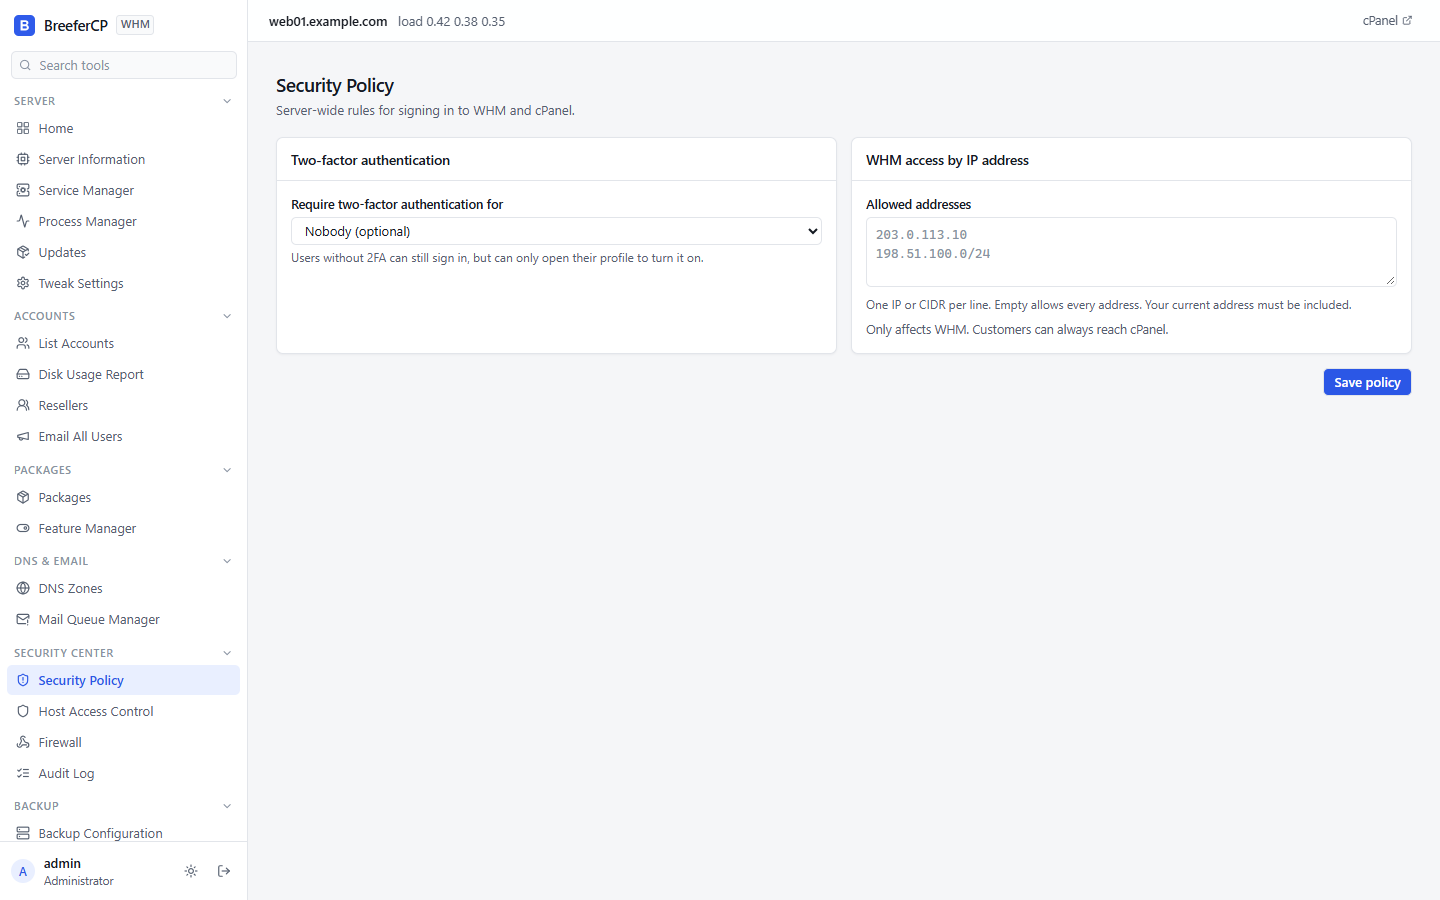 B BreeferCP WHM
Search tools
SERVER
Home
Server Information
Service Manager
Process Manager
Updates
Tweak Settings
ACCOUNTS
List Accounts
Disk Usage Report
Resellers
Email All Users
PACKAGES
Packages
Feature Manager
DNS & EMAIL
DNS Zones
Mail Queue Manager
SECURITY CENTER
Security Policy
Host Access Control
Firewall
Audit Log
BACKUP
Backup Configuration
A admin
Administrator
web01.example.com load 0.42 0.38 0.35
cPanel
Security Policy
Server-wide rules for signing in to WHM and cPanel.
Two-factor authentication
Require two-factor authentication for
Nobody (optional)
Users without 2FA can still sign in, but can only open their profile to turn it on.
WHM access by IP address
Allowed addresses
203.0.113.10
198.51.100.0/24
One IP or CIDR per line. Empty allows every address. Your current address must be included.
Only affects WHM. Customers can always reach cPanel.
Save policy